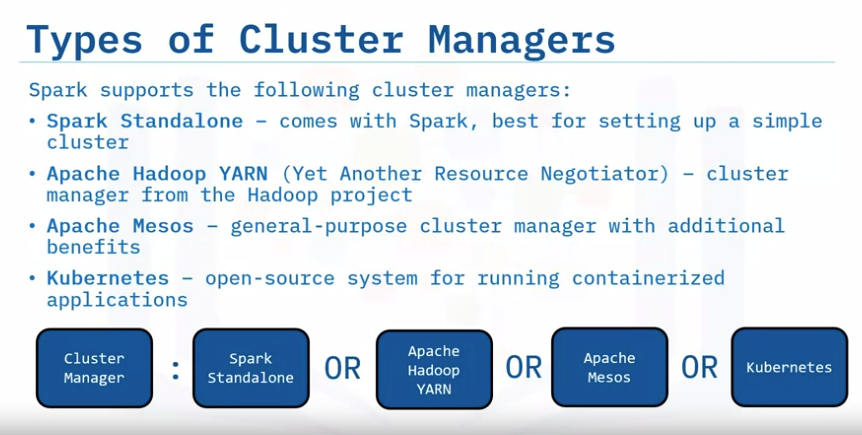 Types of Cluster Managers
Spark supports the following cluster managers:
• Spark Standalone – comes with Spark, best for setting up a simple
cluster
• Apache Hadoop YARN (Yet Another Resource Negotiator) – cluster
manager from the Hadoop project
• Apache Mesos – general-purpose cluster manager with additional
benefits
• Kubernetes – open-source system for running containerized
applications
Cluster
Manager
:
Spark
Standalone
OR
Apache
Hadoop
YARN
OR
Apache
Mesos
OR
Kubernetes